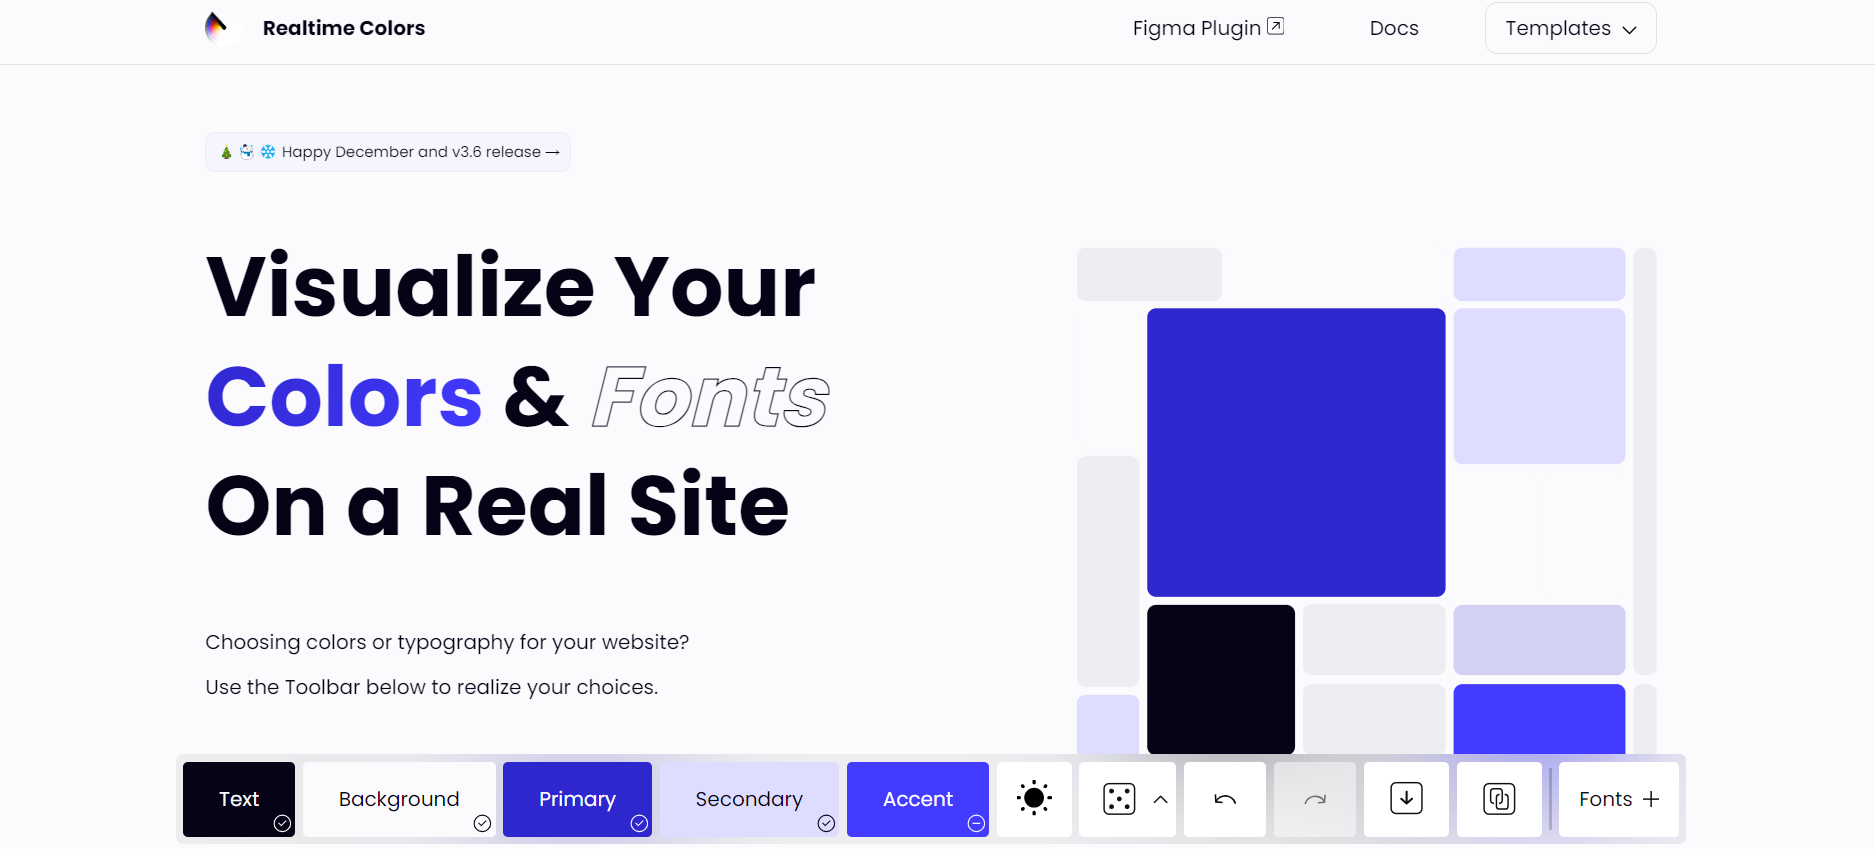 Realtime Colors
Figma Plugin
Docs
Templates
Happy December and v3.6 release →
Visualize Your
Colors & Fonts
On a Real Site
Choosing colors or typography for your website?
Use the Toolbar below to realize your choices.
Text
Background
Primary
Secondary
Accent
Fonts +